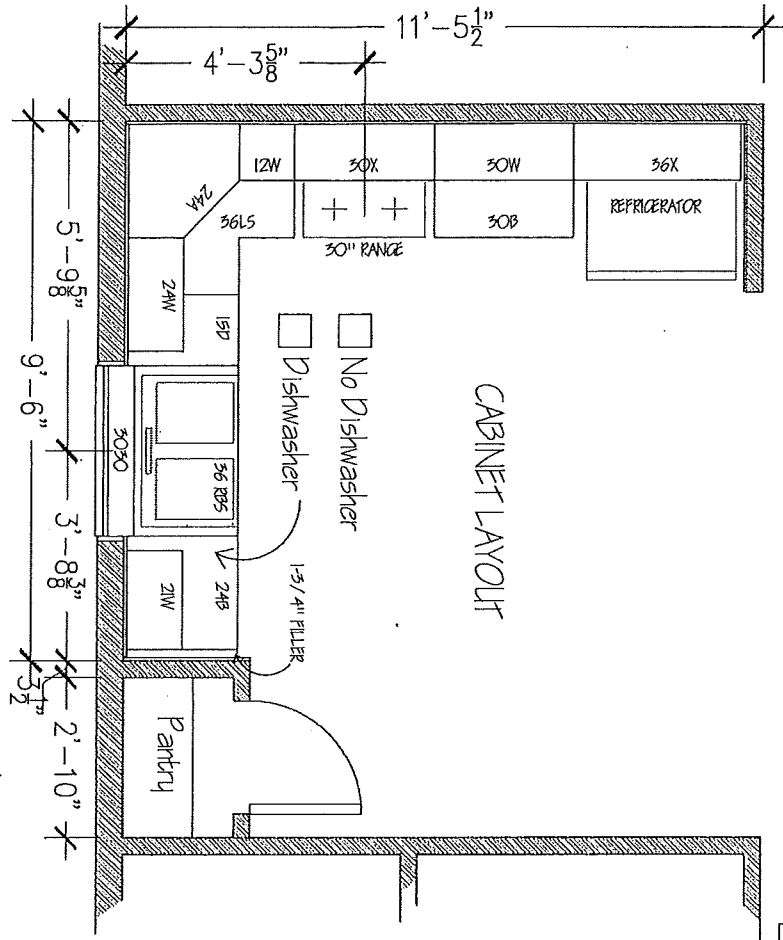 11'-5 1/2"
4'-3 5/8"
12W
30X
30W
36X
24A
36LS
30" RANGE
30B
REFRIGERATOR
5'-9 5/8"
9'-6"
24W
15D
No Dishwasher
Dishwasher
CABINET LAYOUT
3030
36 RBS
3'-8 3/8"
21W
24B
1-3/4" FILLER
3 1/2"
2'-10"
Pantry